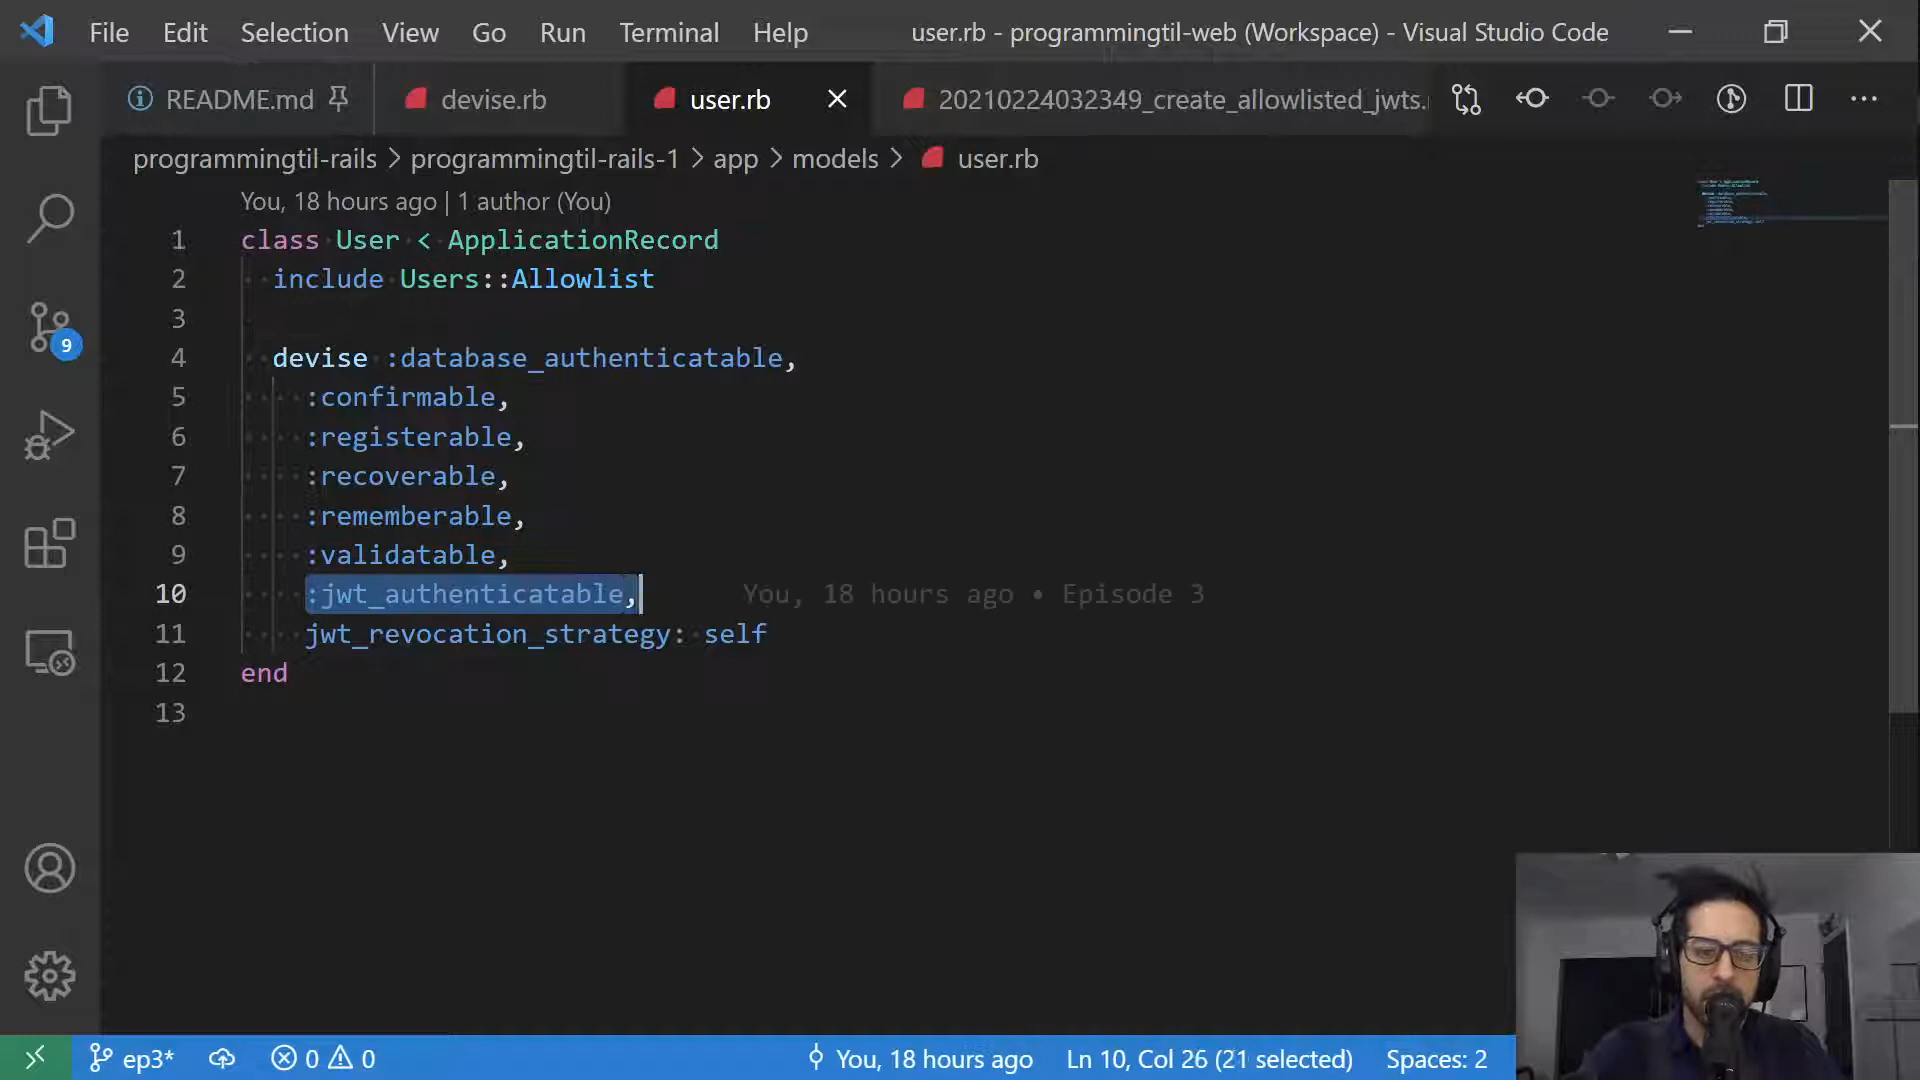 File Edit Selection View Go Run Terminal Help user.rb - programmingtil-web (Workspace) - Visual Studio Code
README.md devise.rb user.rb 20210224032349_create_allowlisted_jwts.
programmingtil-rails > programmingtil-rails-1 > app > models > user.rb
You, 18 hours ago | 1 author (You)
1 class User < ApplicationRecord
2 include Users::Allowlist
3
4 devise :database_authenticatable,
5 :confirmable,
6 :registerable,
7 :recoverable,
8 :rememberable,
9 :validatable,
10 :jwt_authenticatable, You, 18 hours ago • Episode 3
11 jwt_revocation_strategy: self
12 end
13
9
ep3* 0 0 You, 18 hours ago Ln 10, Col 26 (21 selected) Spaces: 2